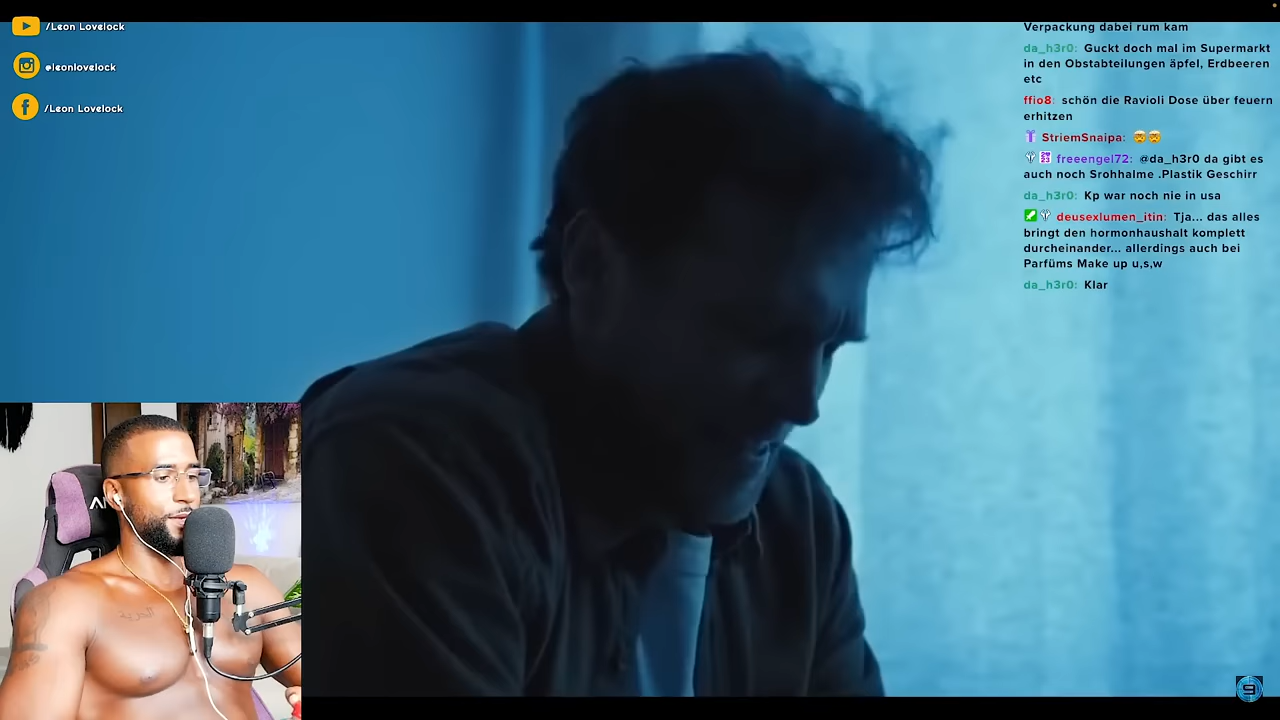 /Leon Lovelock
@leonlovelock
/Leon Lovelock
Verpackung dabei rum kam
da_h3r0: Guckt doch mal im Supermarkt
in den Obstabteilungen äpfel, Erdbeeren
etc
ffio8: schön die Ravioli Dose über feuern
erhitzen
StriemSnaipa: 🤯🤯
freeengel72: @da_h3r0 da gibt es
auch noch Srohhalme .Plastik Geschirr
da_h3r0: Kp war noch nie in usa
deusexlumen_itin: Tja... das alles
bringt den hormonhaushalt komplett
durcheinander... allerdings auch bei
Parfüms Make up u,s,w
da_h3r0: Klar
الحرية
9